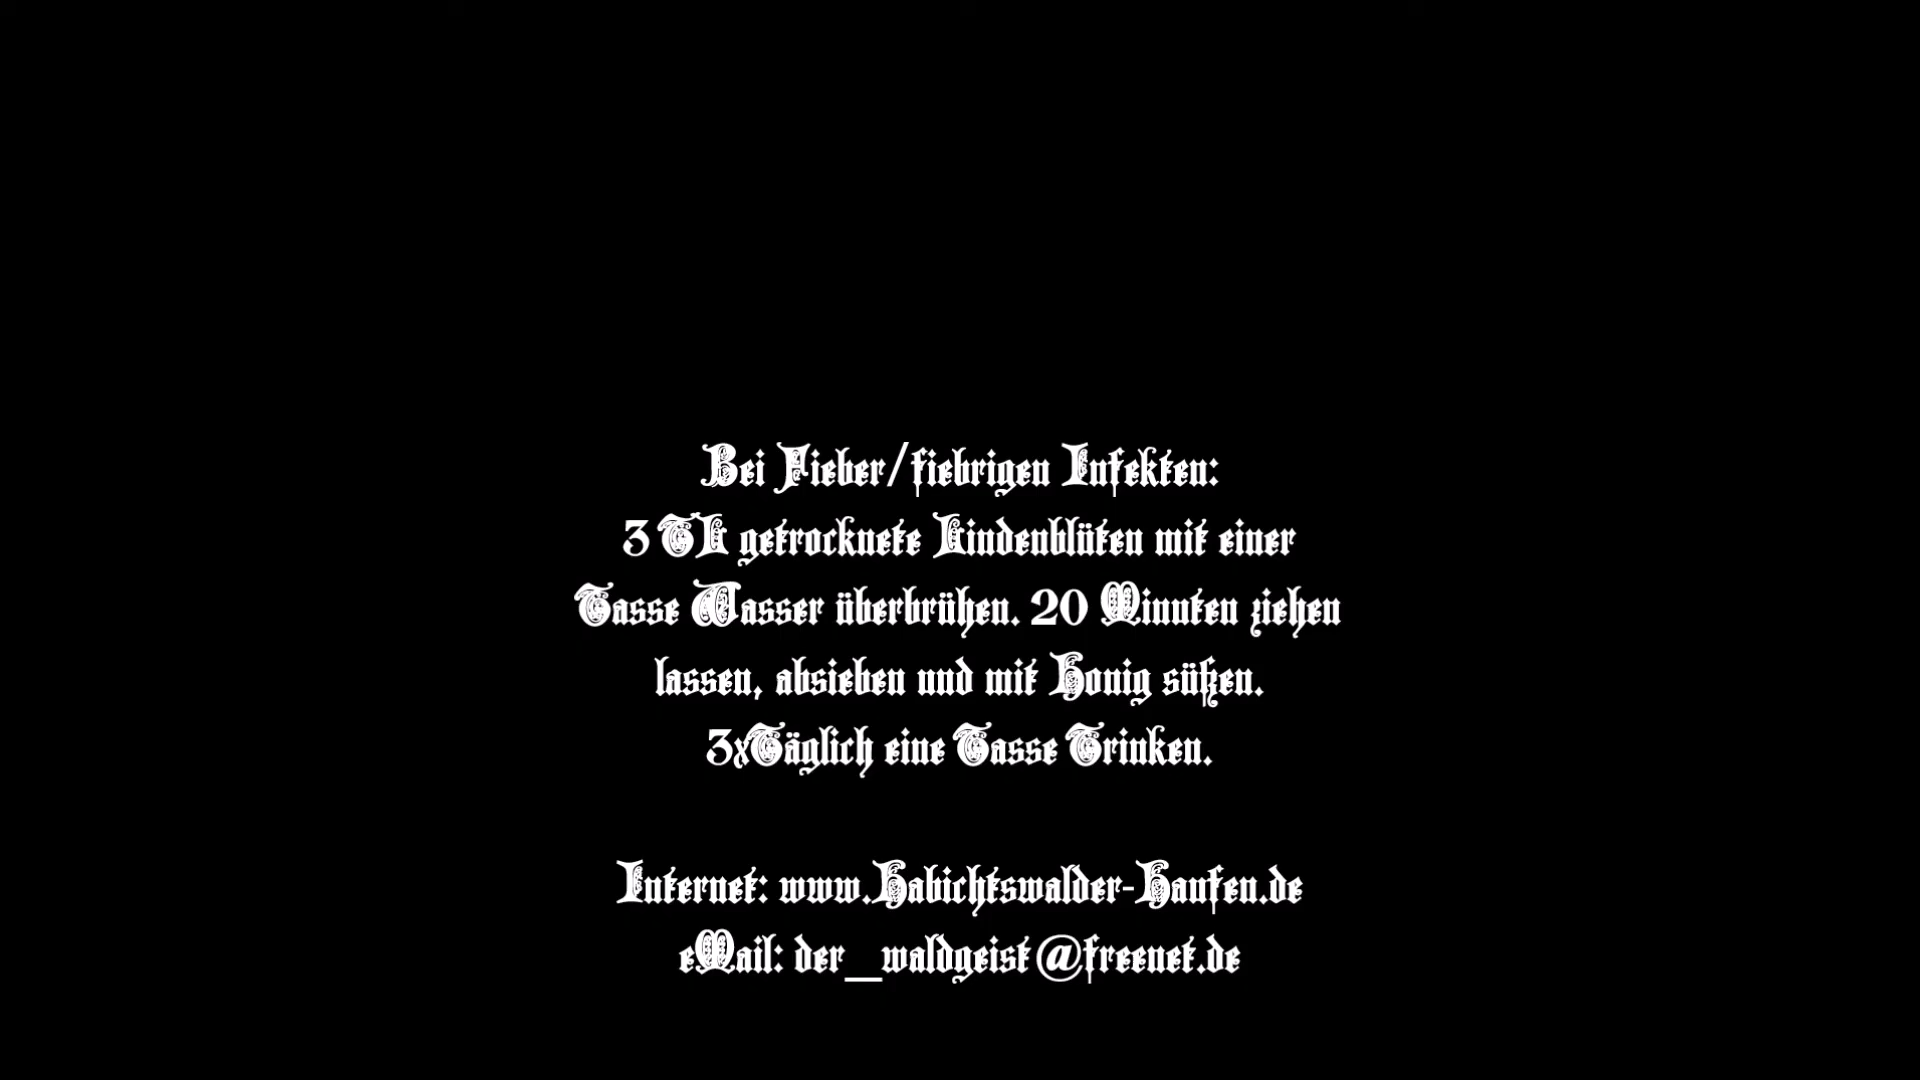 Bei Fieber/fiebrigen Infekten:
3 TL getrocknete Lindenblüten mit einer
Tasse Wasser überbrühen. 20 Minuten ziehen
lassen, absieben und mit Honig süßen.
3xTäglich eine Tasse Trinken.
Internet: www.Habichtswalder-Haufen.de
eMail: der_waldgeist@freenet.de